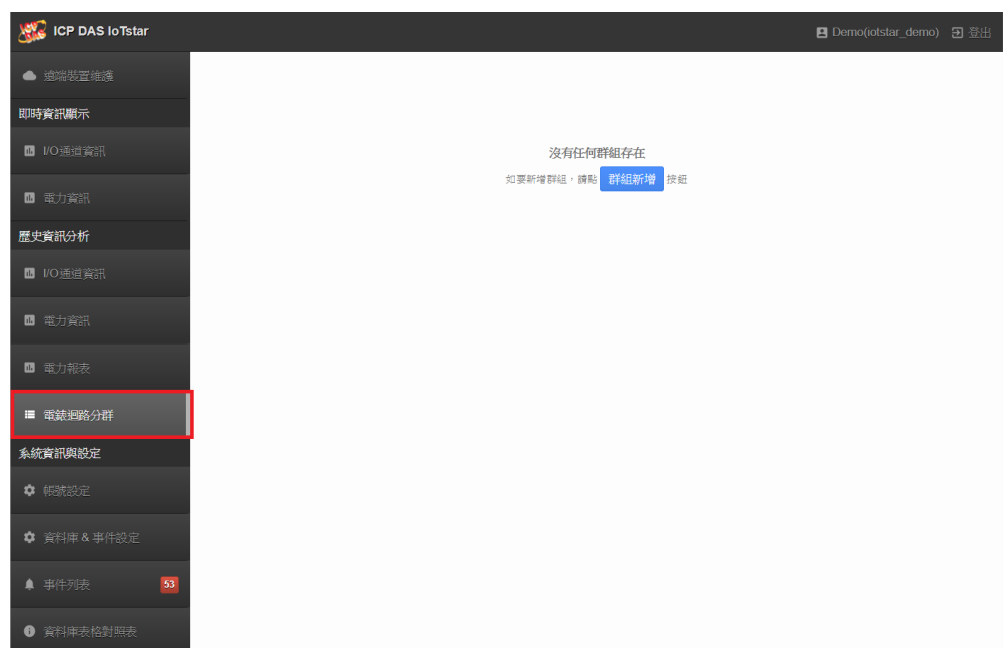 ICP DAS IoTstar
Demo(iotstar_demo) 登出
遠端裝置維護
即時資訊顯示
I/O通道資訊
電力資訊
歷史資訊分析
I/O通道資訊
電力資訊
電力報表
電錶迴路分群
系統資訊與設定
帳號設定
資料庫 & 事件設定
事件列表 53
資料庫表格對照表
沒有任何群組存在
如要新增群組，請點 群組新增 按鈕